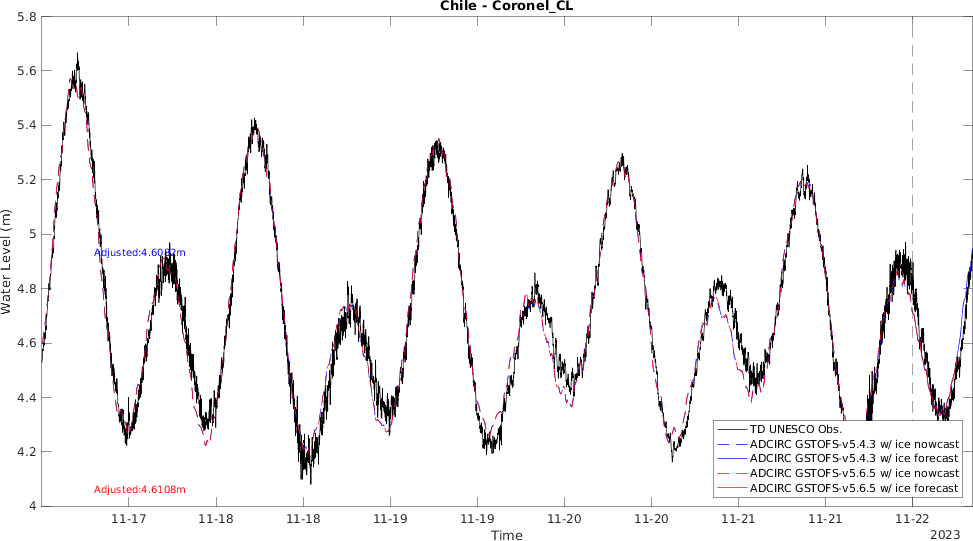 Chile - Coronel_CL
5.8
5.6
5.4
5.2
5
4.8
4.6
4.4
4.2
4
Water Level (m)
Adjusted:4.6082m
Adjusted:4.6108m
TD UNESCO Obs.
ADCIRC GSTOFS-v5.4.3 w/ ice nowcast
ADCIRC GSTOFS-v5.4.3 w/ ice forecast
ADCIRC GSTOFS-v5.6.5 w/ ice nowcast
ADCIRC GSTOFS-v5.6.5 w/ ice forecast
11-17 11-18 11-18 11-19 11-19 11-20 11-20 11-21 11-21 11-22
Time
2023